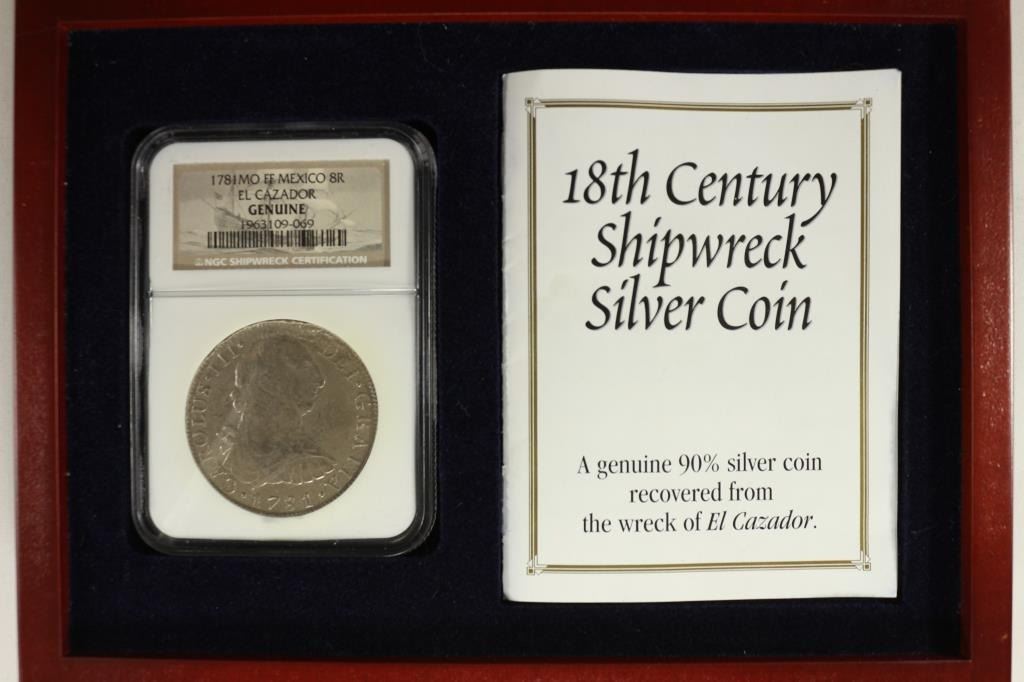 1781MO FF MEXICO 8R
EL CAZADOR
GENUINE
1963109-069
NGC SHIPWRECK CERTIFICATION
CAROLUS·III· DEI·GRATIA·
1781·
18th Century
Shipwreck
Silver Coin
A genuine 90% silver coin
recovered from
the wreck of El Cazador.